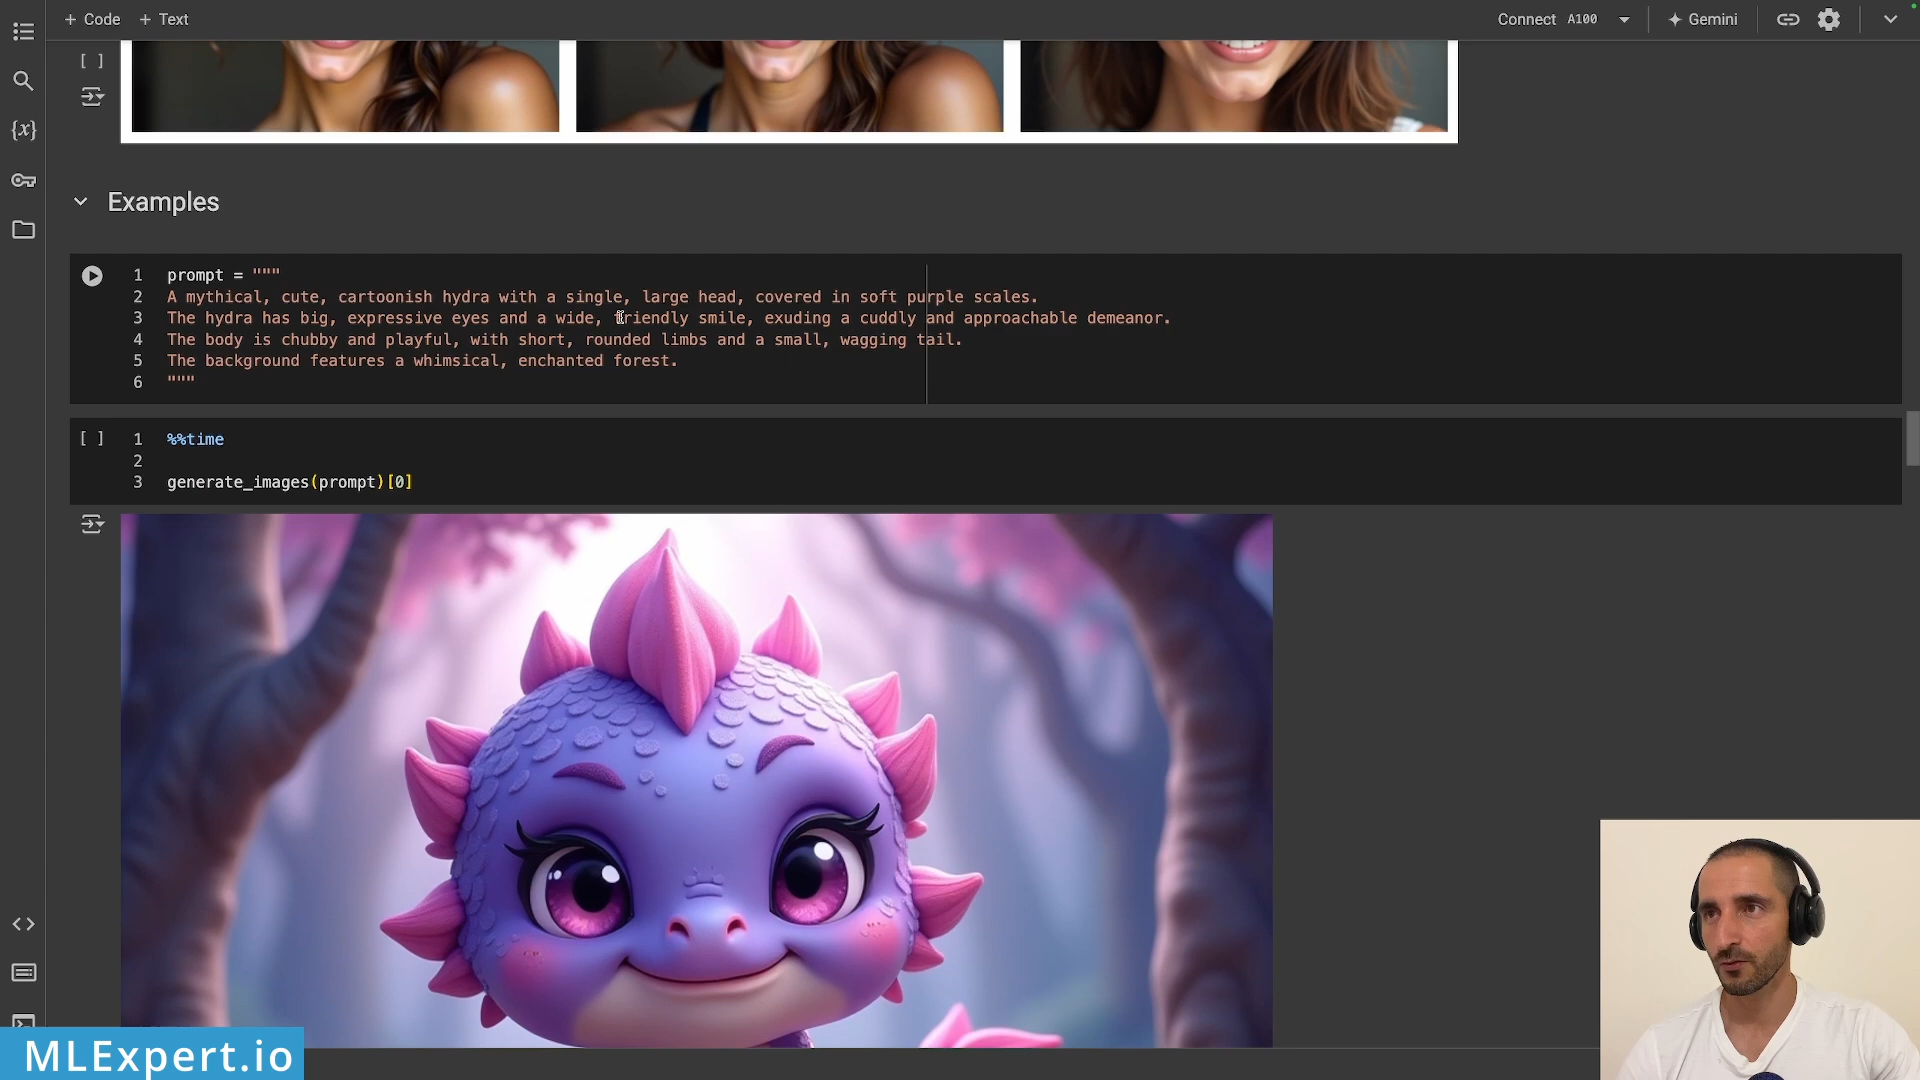 + Code + Text
Connect A100
Gemini
[ ]
{x}
Examples
1 prompt = """
2 A mythical, cute, cartoonish hydra with a single, large head, covered in soft purple scales.
3 The hydra has big, expressive eyes and a wide, friendly smile, exuding a cuddly and approachable demeanor.
4 The body is chubby and playful, with short, rounded limbs and a small, wagging tail.
5 The background features a whimsical, enchanted forest.
6 """
[ ] 1 %%time
2
3 generate_images(prompt)[0]
MLExpert.io